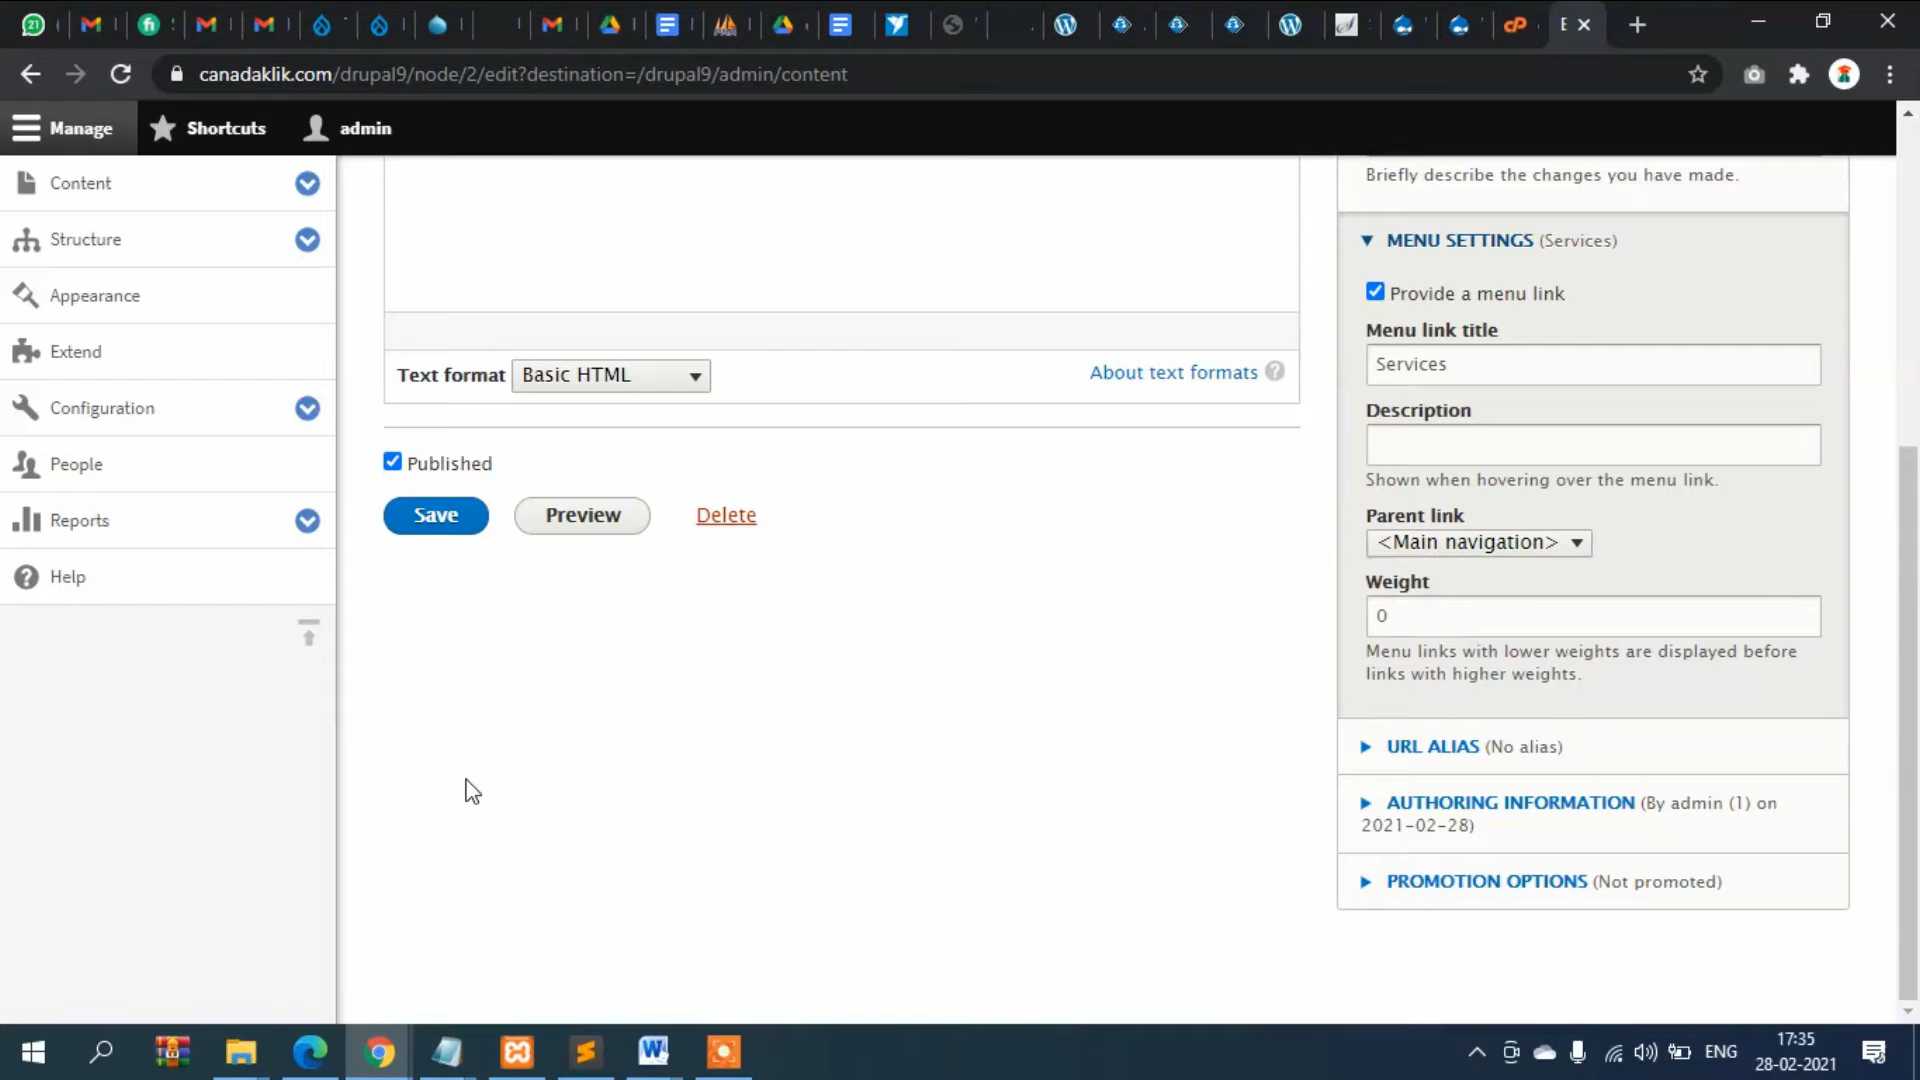 canadaklik.com/drupal9/node/2/edit?destination=/drupal9/admin/content
Manage
Shortcuts
admin
Content
Structure
Appearance
Extend
Configuration
People
Reports
Help
Text format
Basic HTML
About text formats
Published
Save
Preview
Delete
Briefly describe the changes you have made.
MENU SETTINGS (Services)
Provide a menu link
Menu link title
Services
Description
Shown when hovering over the menu link.
Parent link
<Main navigation>
Weight
0
Menu links with lower weights are displayed before
links with higher weights.
URL ALIAS (No alias)
AUTHORING INFORMATION (By admin (1) on
2021-02-28)
PROMOTION OPTIONS (Not promoted)
ENG
17:35
28-02-2021